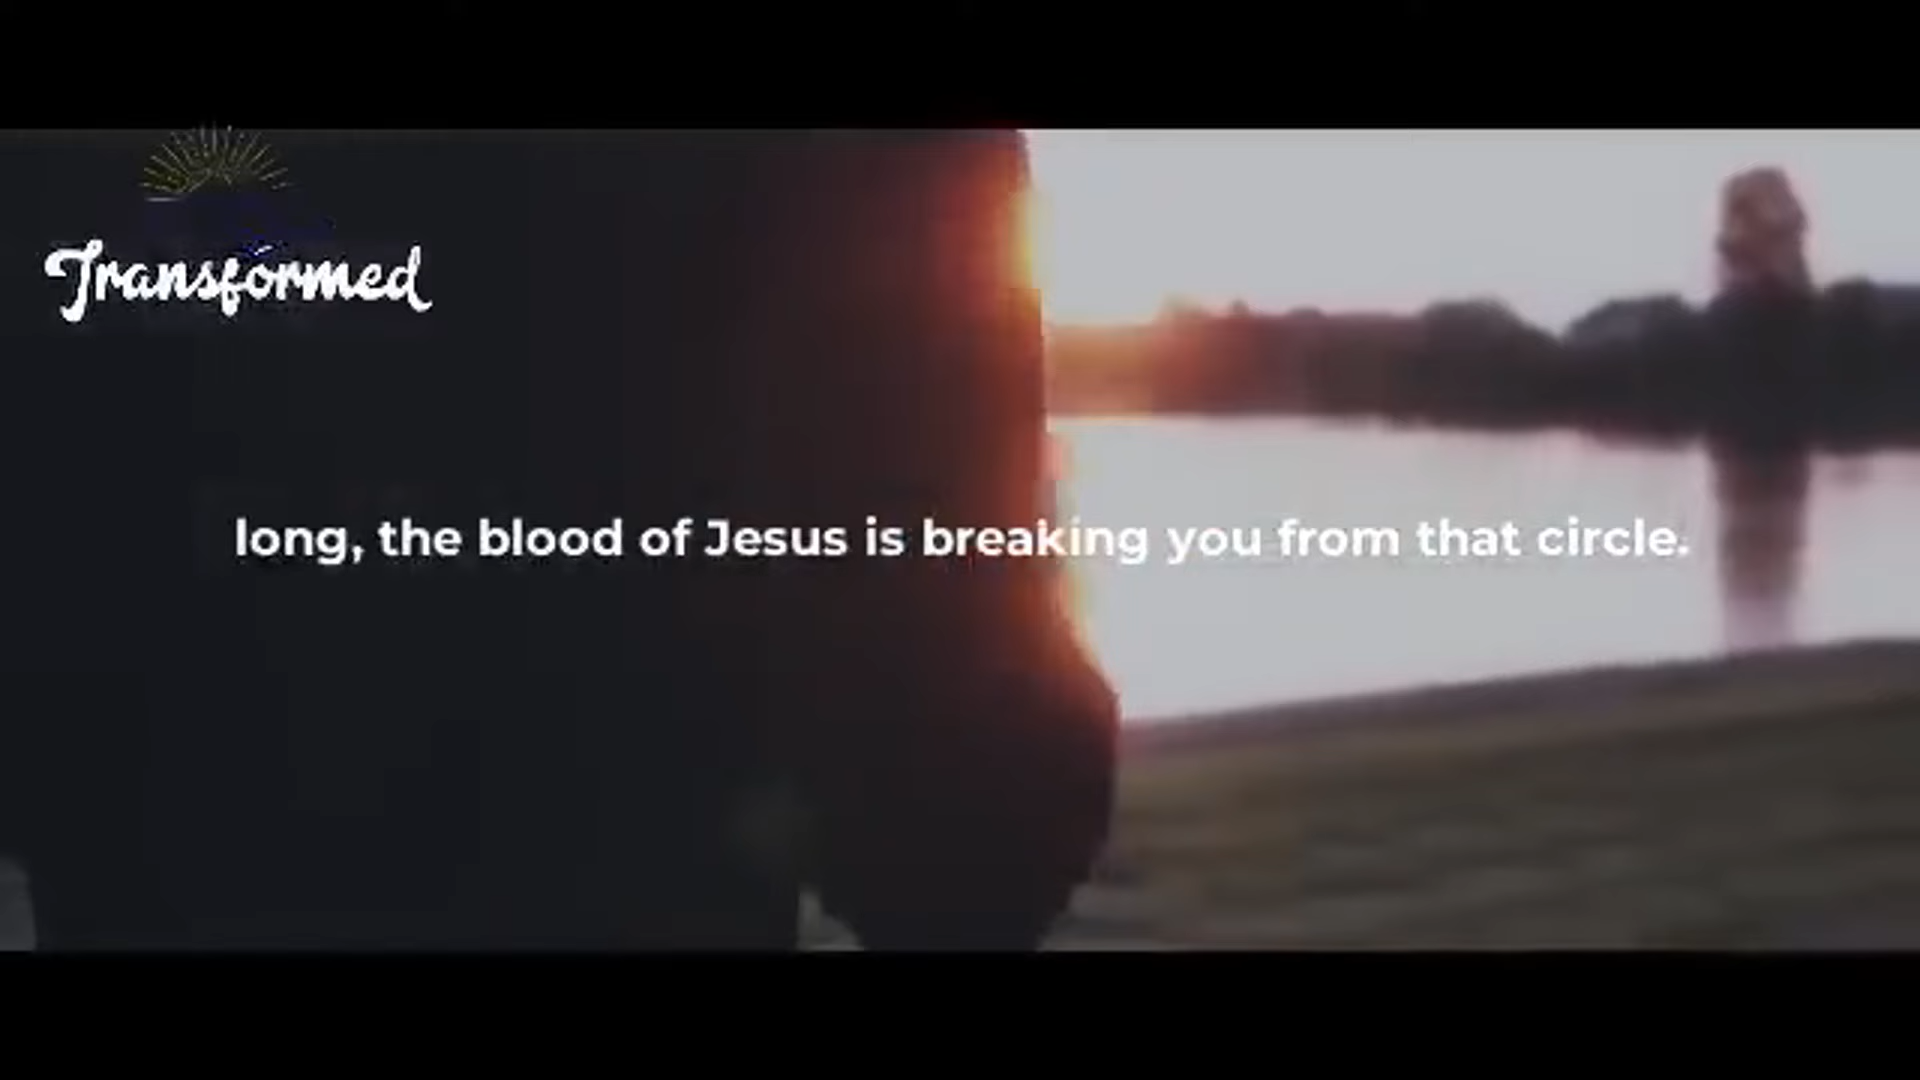 Transformed
long, the blood of Jesus is breaking you from that circle.